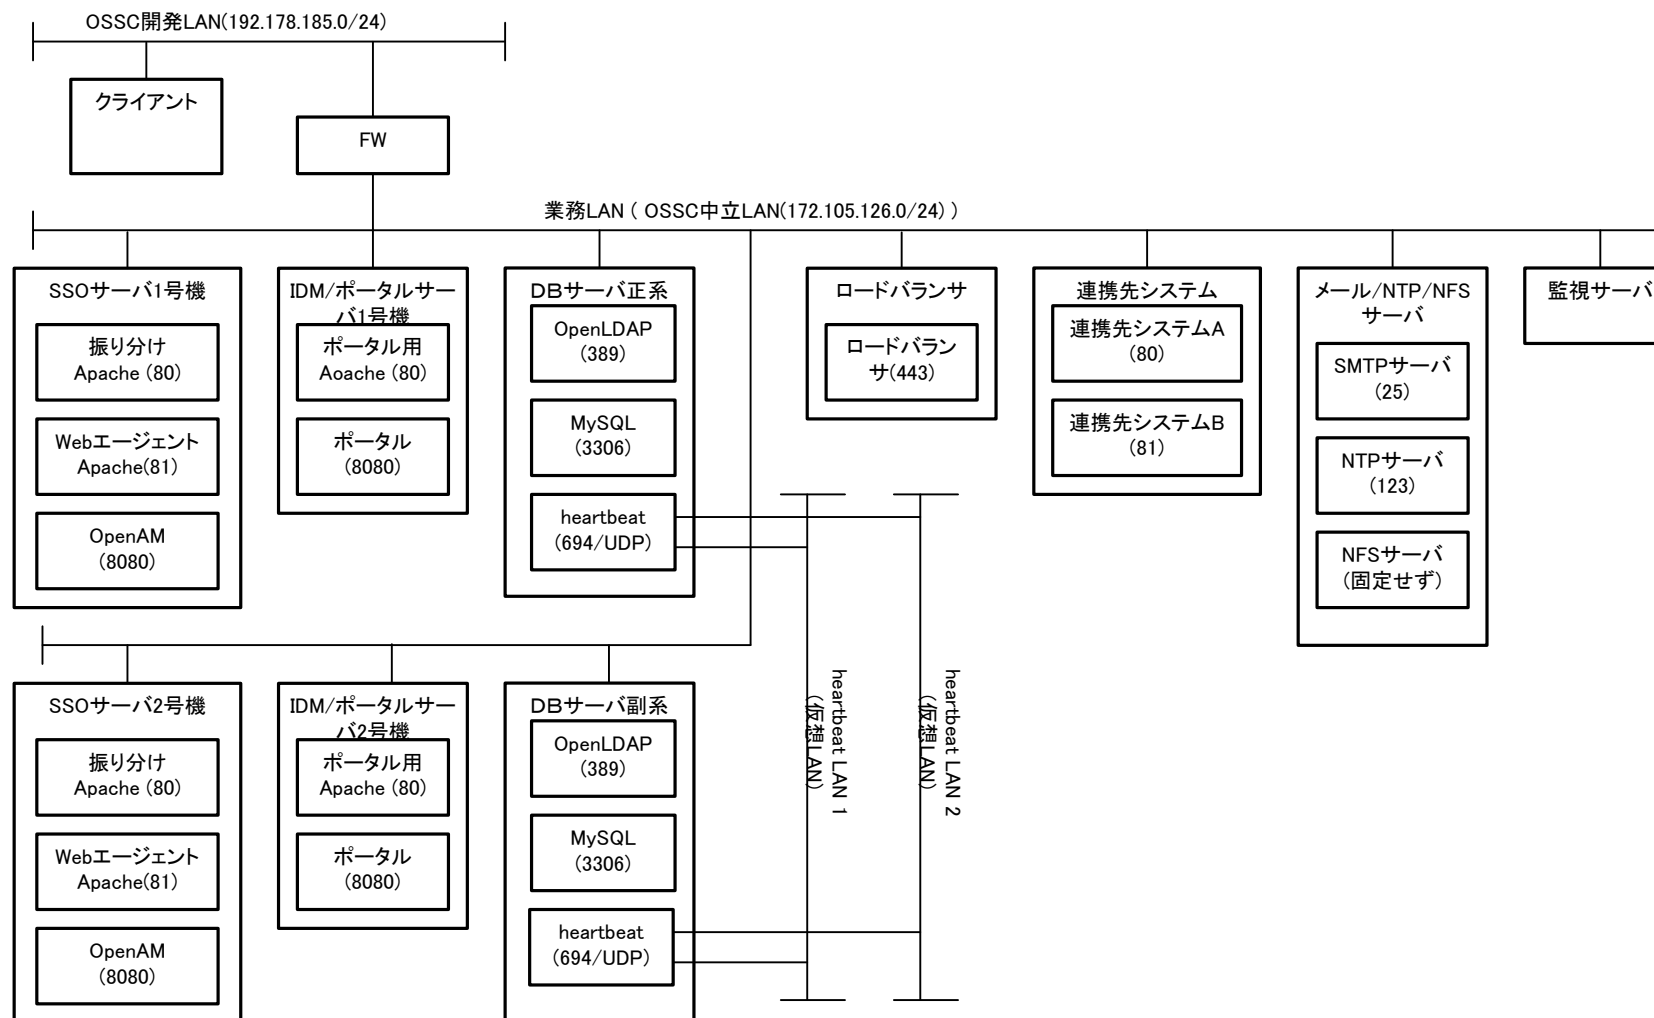 OSSC開発LAN(192.178.185.0/24)
クライアント
FW
業務LAN ( OSSC中立LAN(172.105.126.0/24) )
SSOサーバ1号機
振り分け
Apache (80)
Webエージェント
Apache(81)
OpenAM
(8080)
IDM/ポータルサー
バ1号機
ポータル用
Aoache (80)
ポータル
(8080)
DBサーバ正系
OpenLDAP
(389)
MySQL
(3306)
heartbeat
(694/UDP)
ロードバランサ
ロードバラン
サ(443)
連携先システム
連携先システムA
(80)
連携先システムB
(81)
メール/NTP/NFS
サーバ
SMTPサーバ
(25)
NTPサーバ
(123)
NFSサーバ
(固定せず)
監視サーバ
SSOサーバ2号機
振り分け
Apache (80)
Webエージェント
Apache(81)
OpenAM
(8080)
IDM/ポータルサー
バ2号機
ポータル用
Apache (80)
ポータル
(8080)
DBサーバ副系
OpenLDAP
(389)
MySQL
(3306)
heartbeat
(694/UDP)
heartbeat LAN 1
(仮想LAN)
heartbeat LAN 2
(仮想LAN)